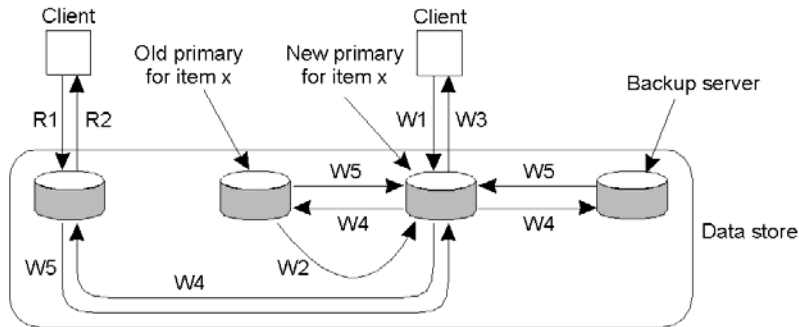 Client
Client
Old primary
for item x
New primary
for item x
Backup server
R1
R2
W1
W3
W5
W5
W4
W4
Data store
W5
W4
W2